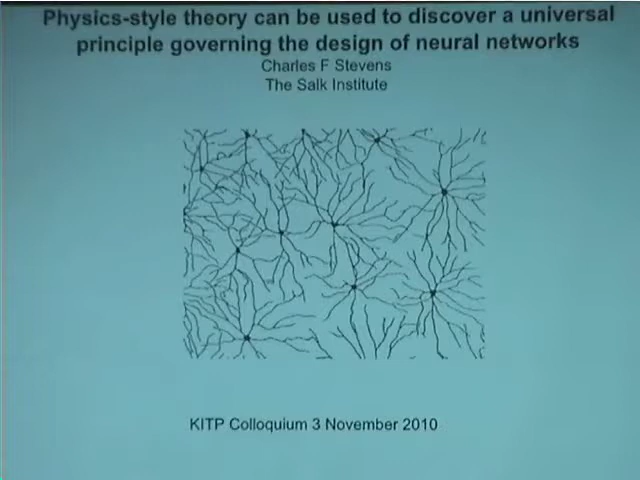 Physics-style theory can be used to discover a universal
principle governing the design of neural networks
Charles F Stevens
The Salk Institute
KITP Colloquium 3 November 2010